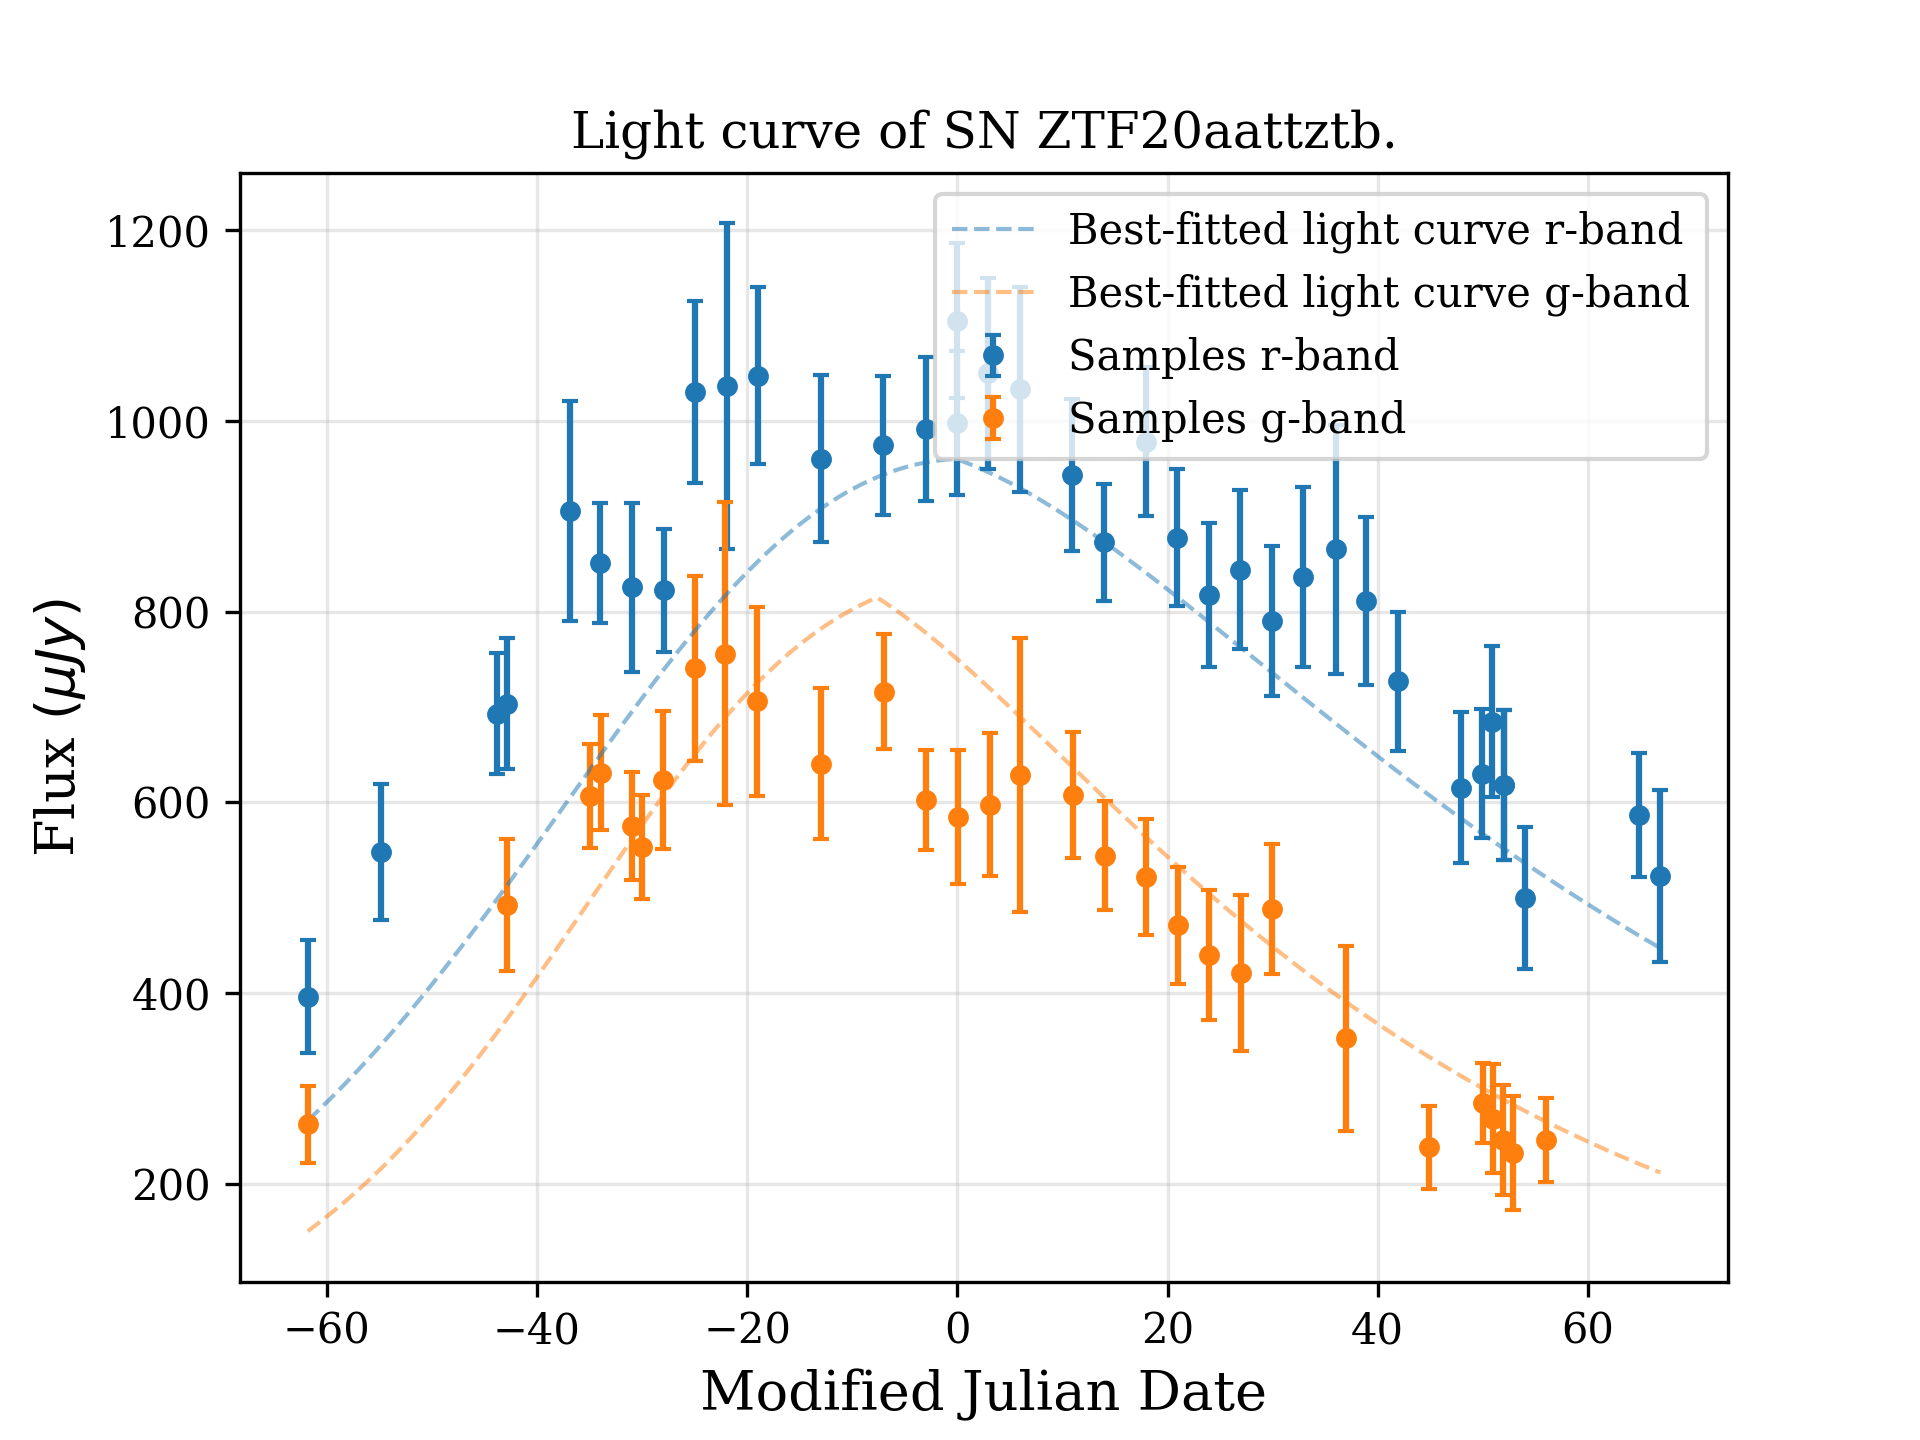 Light curve of SN ZTF20aattztb.
Best-fitted light curve r-band
Best-fitted light curve g-band
Samples r-band
Samples g-band
Flux (μJy)
1200
1000
800
600
400
200
−60 −40 −20 0 20 40 60
Modified Julian Date